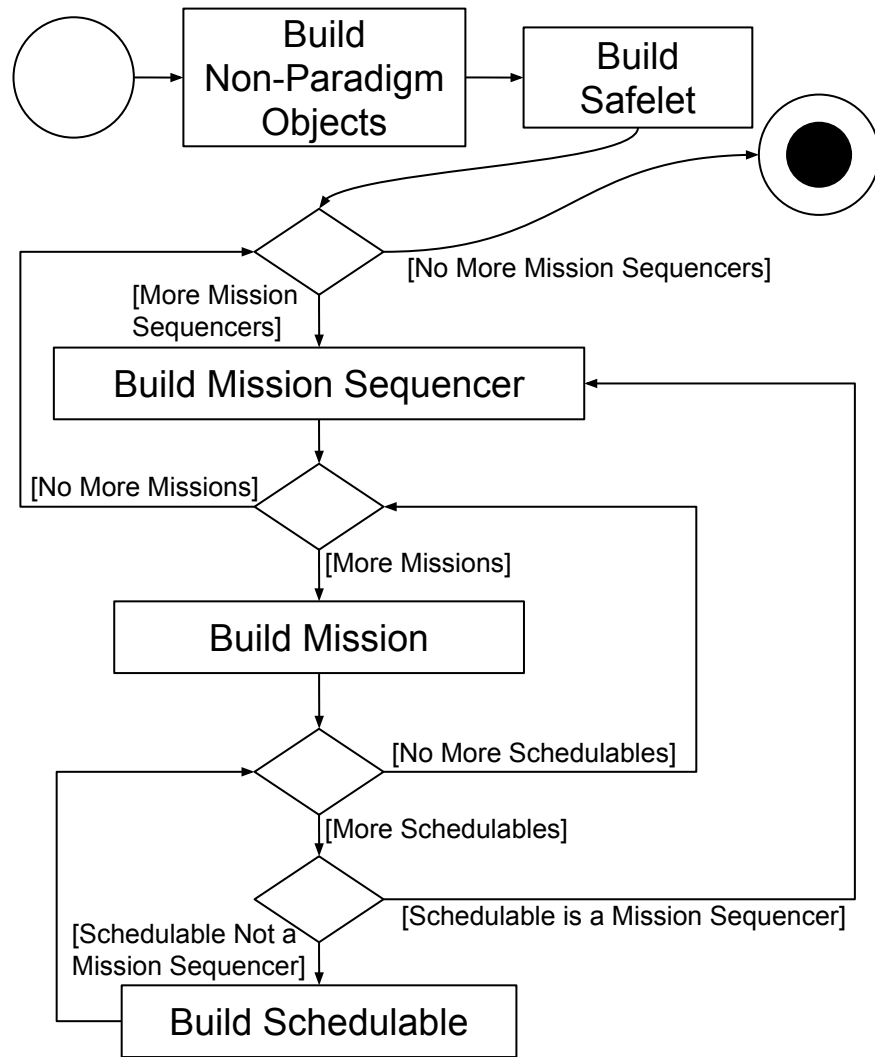 Build
Non-Paradigm
Objects
Build
Safelet
[No More Mission Sequencers]
[More Mission
Sequencers]
Build Mission Sequencer
[No More Missions]
[More Missions]
Build Mission
[No More Schedulables]
[More Schedulables]
[Schedulable is a Mission Sequencer]
[Schedulable Not a
Mission Sequencer]
Build Schedulable